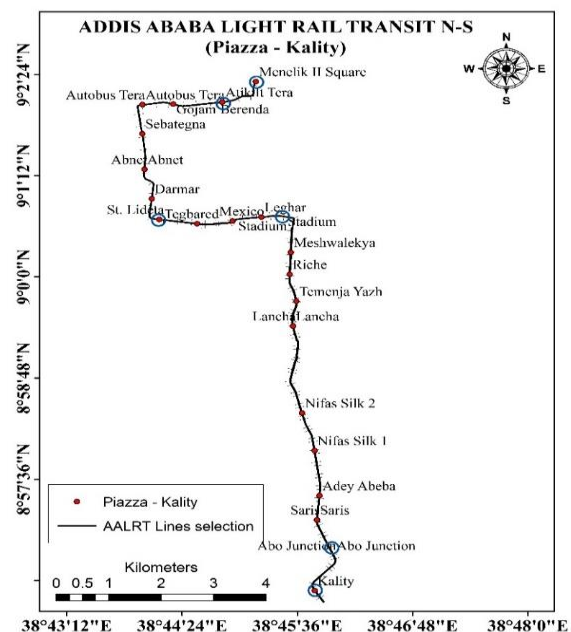 ADDIS ABABA LIGHT RAIL TRANSIT N-S
(Piazza - Kality)
N
W E
S
9°2'24"N
9°1'12"N
9°0'0"N
8°58'48"N
8°57'36"N
Menelik II Square
Autobus Tera Autobus Tera Atikilt Tera
Gojam Berenda
Sebategna
Abnet Abnet
Darmar
St. Lideta Tegbared Mexico Leghar
Stadium Stadium
Meshwalekya
Riche
Temenja Yazh
Lancha Lancha
Nifas Silk 2
Nifas Silk 1
Adey Abeba
Saris Saris
Abo Junction Abo Junction
Kality
Piazza - Kality
AALRT Lines selection
Kilometers
0 0.5 1 2 3 4
38°43'12"E 38°44'24"E 38°45'36"E 38°46'48"E 38°48'0"E